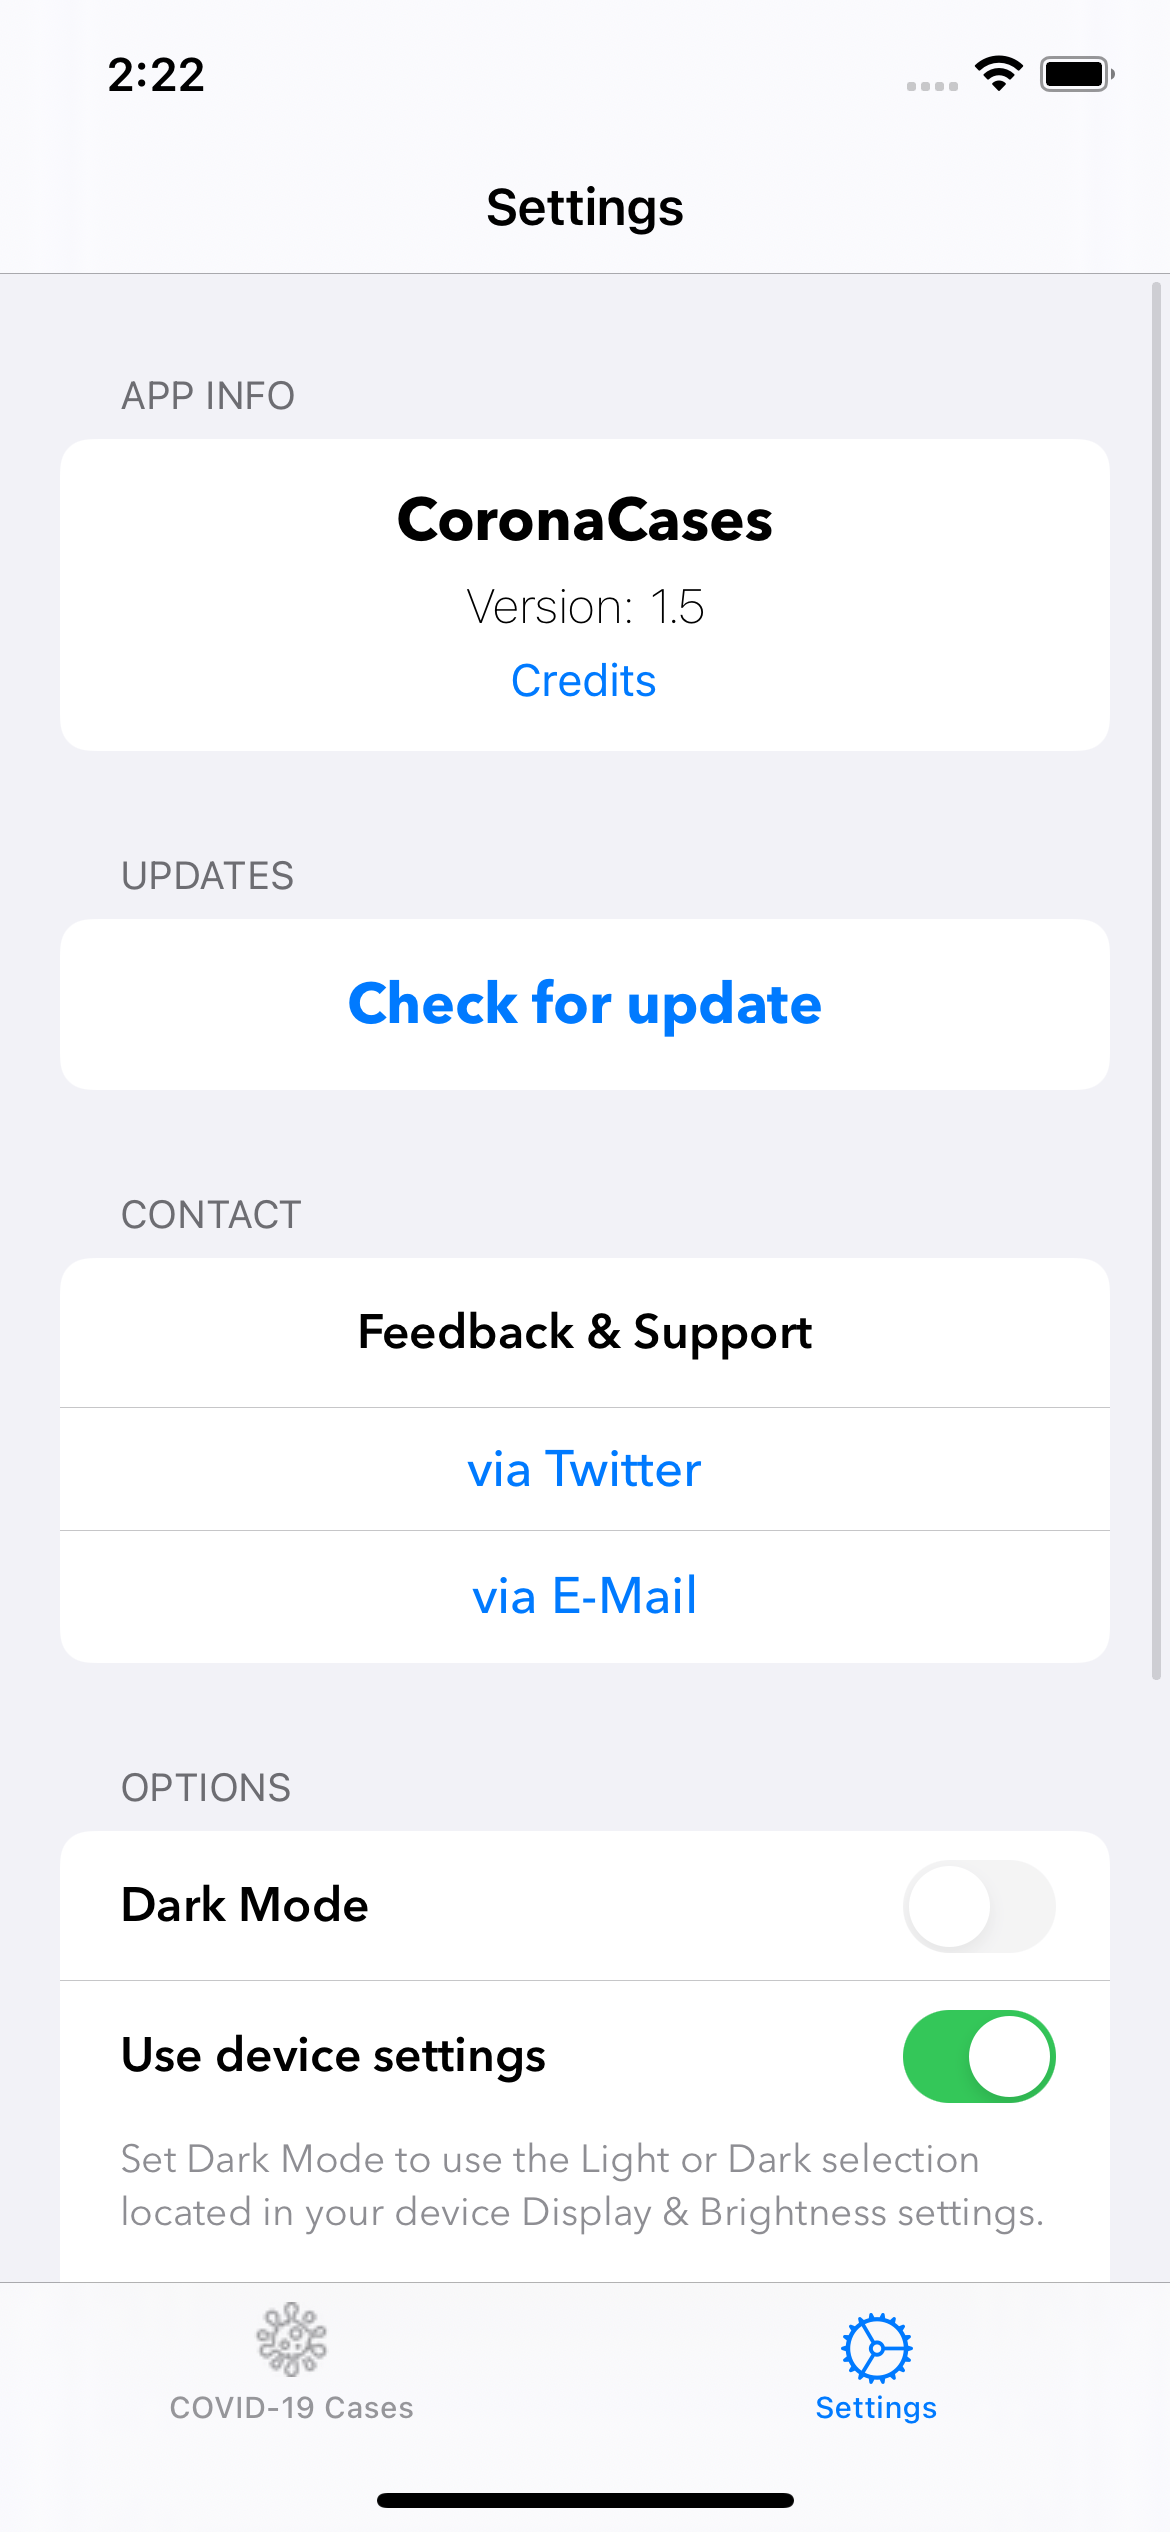 2:22
Settings
APP INFO
CoronaCases
Version: 1.5
Credits
UPDATES
Check for update
CONTACT
Feedback & Support
via Twitter
via E-Mail
OPTIONS
Dark Mode
Use device settings
Set Dark Mode to use the Light or Dark selection
located in your device Display & Brightness settings.
COVID-19 Cases
Settings